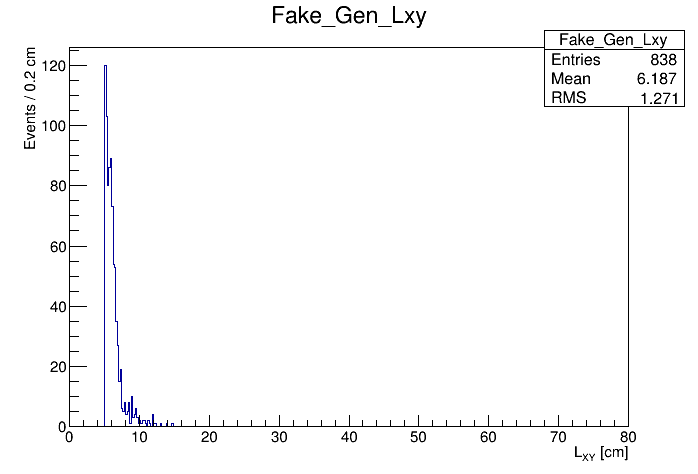 Fake_Gen_Lxy
Fake_Gen_Lxy
Entries 838
Mean 6.187
RMS 1.271
Events / 0.2 cm
120
100
80
60
40
20
0
0 10 20 30 40 50 60 70 80
L_XY [cm]